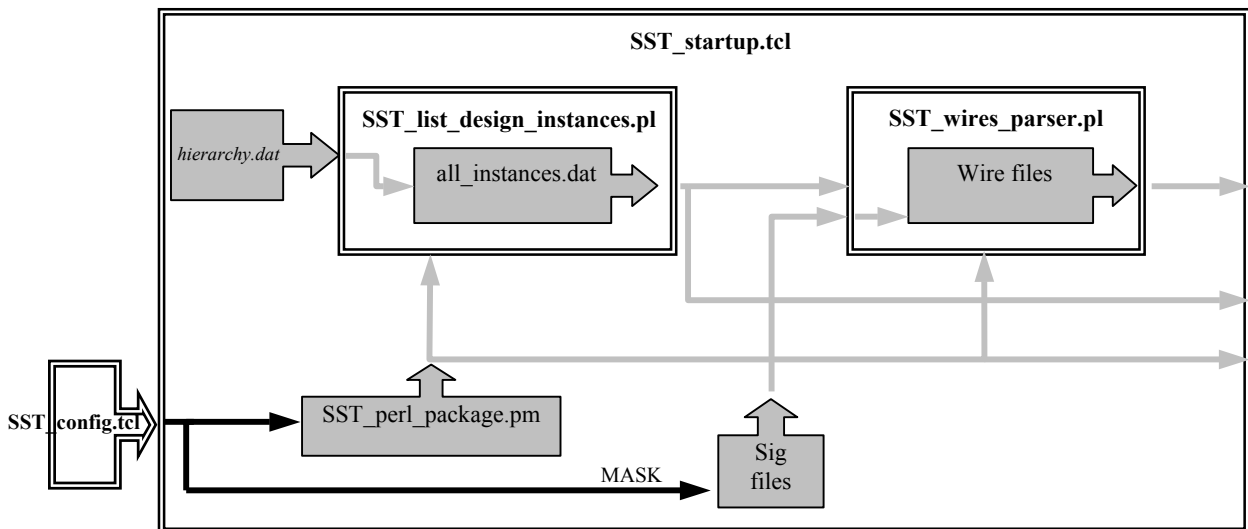 SST_startup.tcl
SST_list_design_instances.pl
SST_wires_parser.pl
hierarchy.dat
all_instances.dat
Wire files
SST_config.tcl
SST_perl_package.pm
MASK
Sig
files